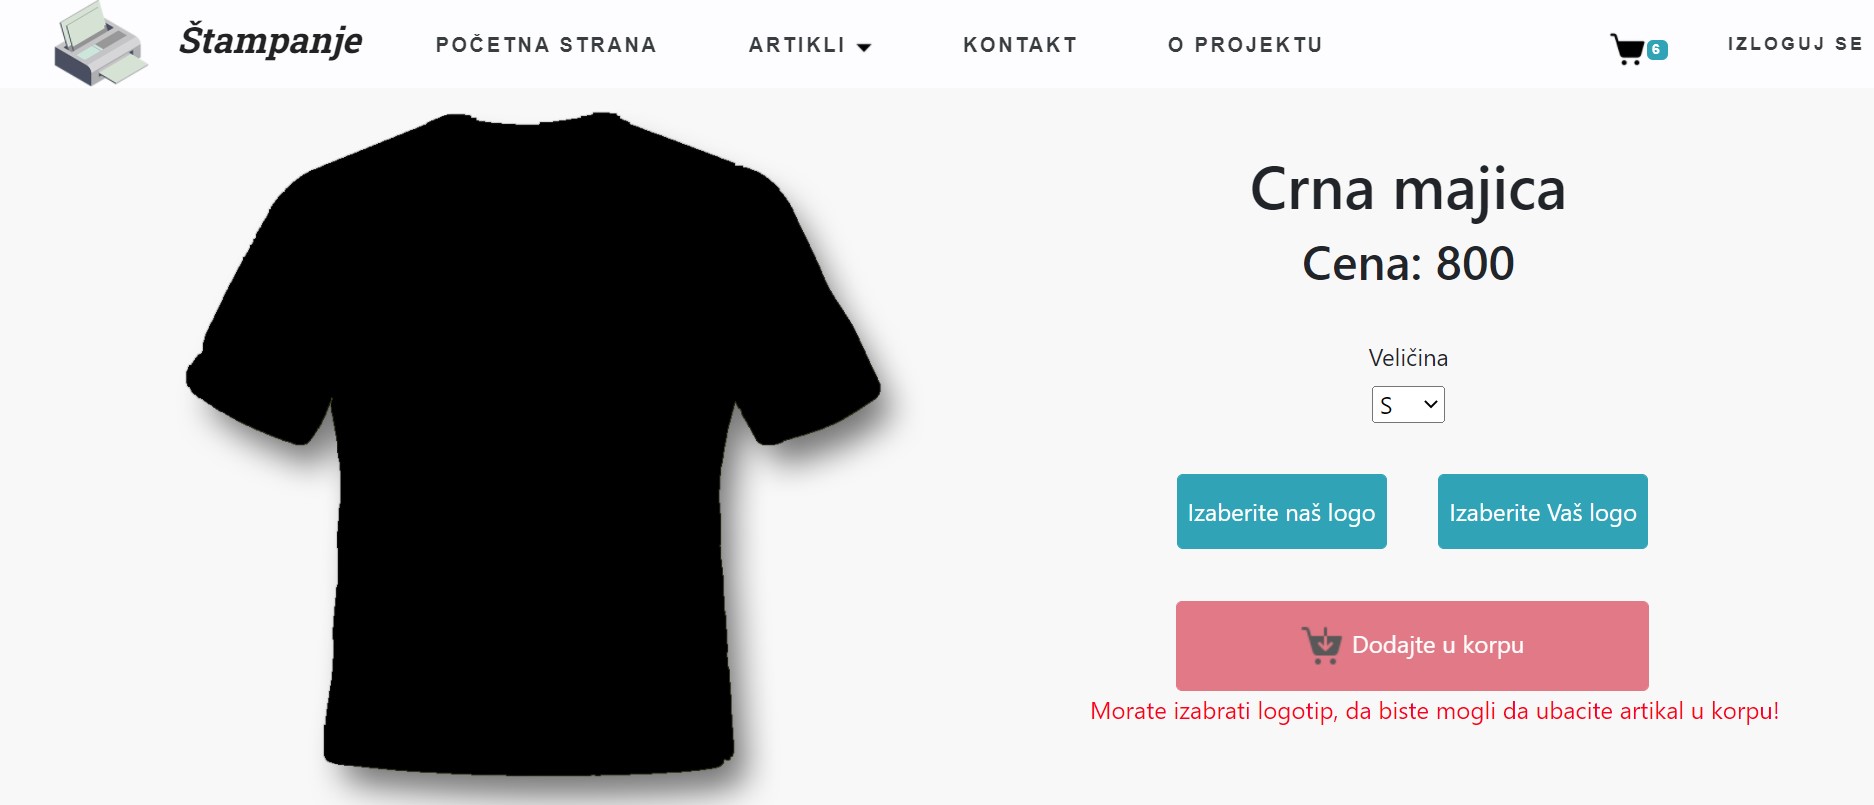 Štampanje
POČETNA STRANA
ARTIKLI
KONTAKT
O PROJEKTU
6
IZLOGUJ SE
Crna majica
Cena: 800
Veličina
S
Izaberite naš logo
Izaberite Vaš logo
Dodajte u korpu
Morate izabrati logotip, da biste mogli da ubacite artikal u korpu!